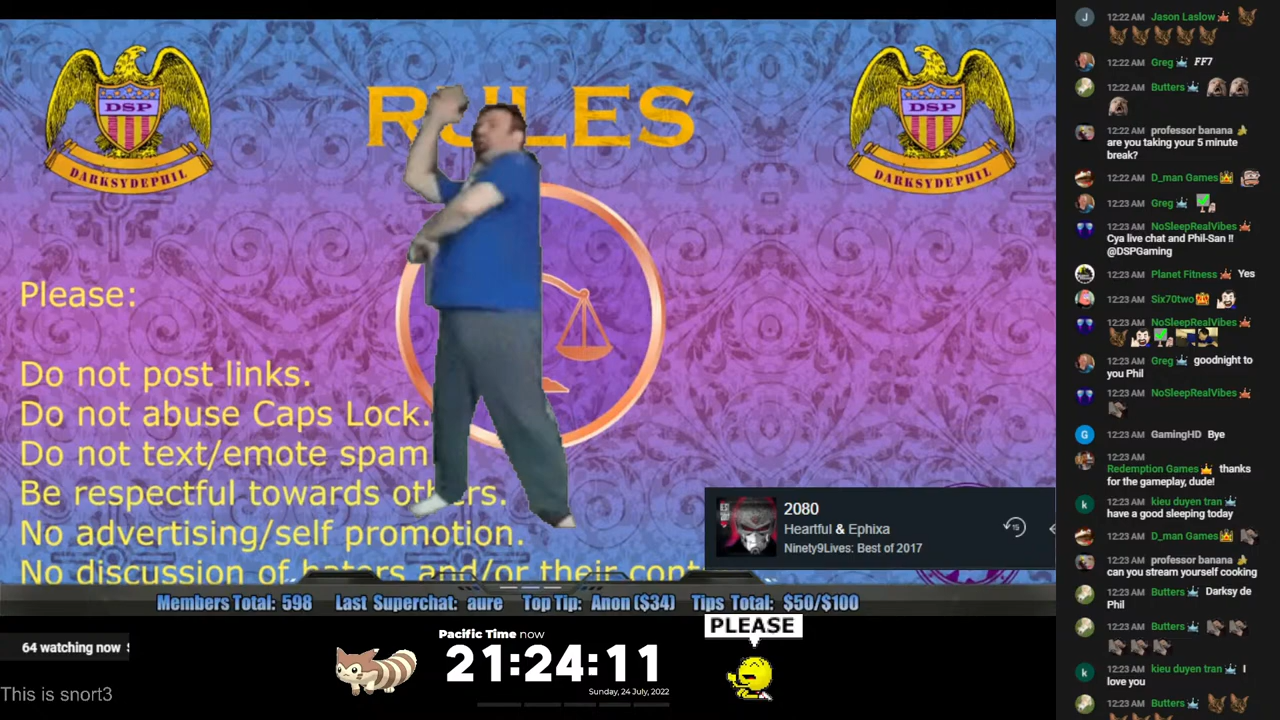 RULES
DSP
DARKSYDEPHIL
DSP
DARKSYDEPHIL
Please:
Do not post links.
Do not abuse Caps Lock.
Do not text/emote spam
Be respectful towards others.
No advertising/self promotion.
No discussion of haters and/or their cont
2080
Heartful & Ephixa
Ninety9Lives: Best of 2017
15
Members Total: 598 Last Superchat: aure Top Tip: Anon ($34) Tips Total: $50/$100
64 watching now
This is snort3
Pacific Time now
21:24:11
Sunday, 24 July, 2022
PLEASE
J 12:22 AM Jason Laslow
12:22 AM Greg FF7
12:22 AM Butters
12:22 AM professor banana
are you taking your 5 minute
break?
12:22 AM D_man Games
12:23 AM Greg
12:23 AM NoSleepRealVibes
Cya live chat and Phil-San !!
@DSPGaming
12:23 AM Planet Fitness Yes
12:23 AM Six70two
12:23 AM NoSleepRealVibes
12:23 AM Greg goodnight to
you Phil
12:23 AM NoSleepRealVibes
G 12:23 AM GamingHD Bye
12:23 AM
Redemption Games thanks
for the gameplay, dude!
k 12:23 AM kieu duyen tran
have a good sleeping today
12:23 AM D_man Games
12:23 AM professor banana
can you stream yourself cooking
12:23 AM Butters Darksy de
Phil
12:23 AM Butters
k 12:23 AM kieu duyen tran I
love you
12:23 AM Butters